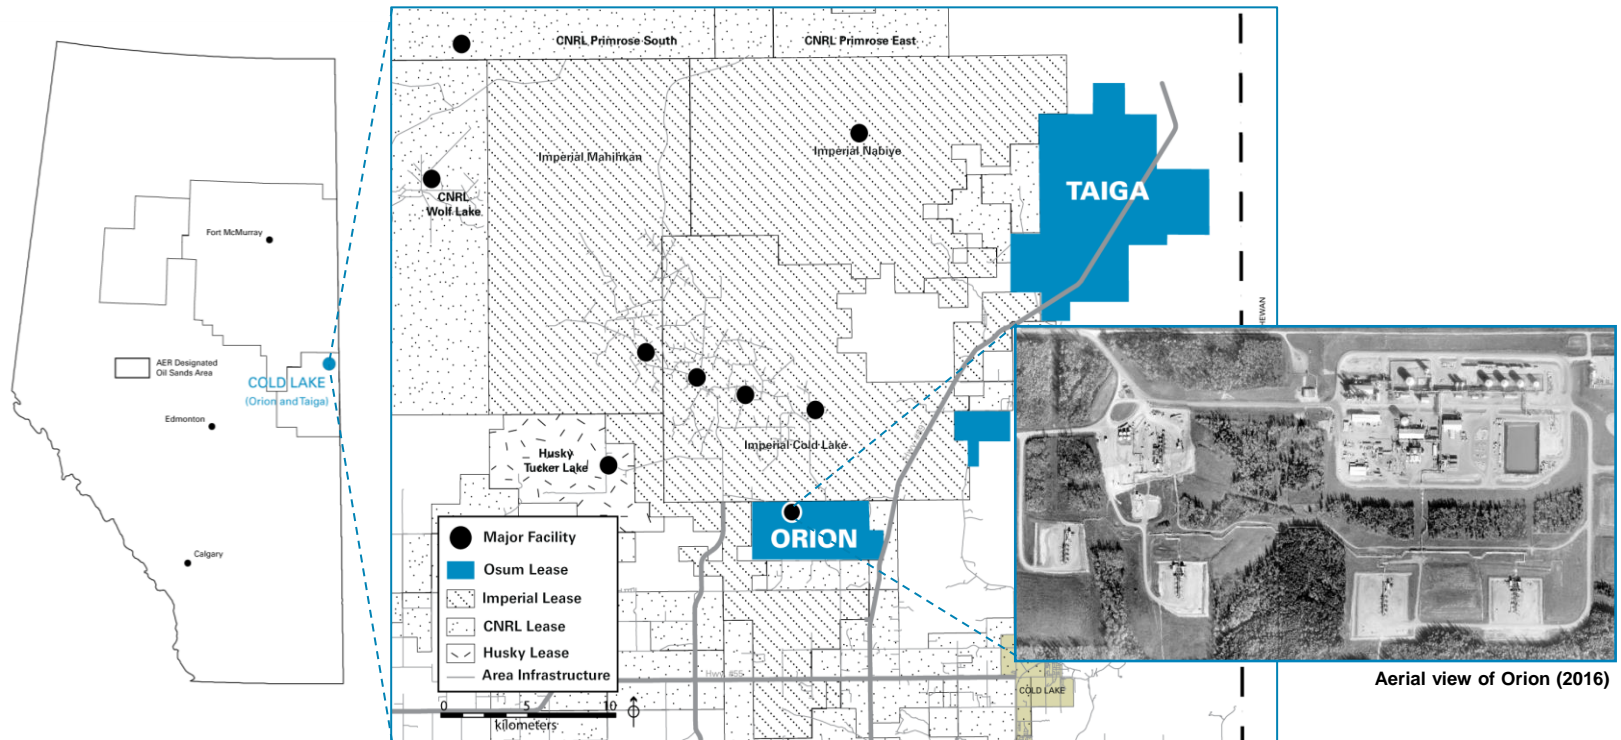 Fort McMurray
AER Designated
Oil Sands Area
COLD LAKE
(Orion and Taiga)
Edmonton
Calgary
CNRL Primrose South
CNRL Primrose East
Imperial Mahihkan
Imperial Nabiye
CNRL
Wolf Lake
TAIGA
HEWAN
Imperial Cold Lake
Husky
Tucker Lake
ORION
Major Facility
Osum Lease
Imperial Lease
CNRL Lease
Husky Lease
Area Infrastructure
0 5 10
kilometers
Hwy. 455
COLD LAKE
Aerial view of Orion (2016)